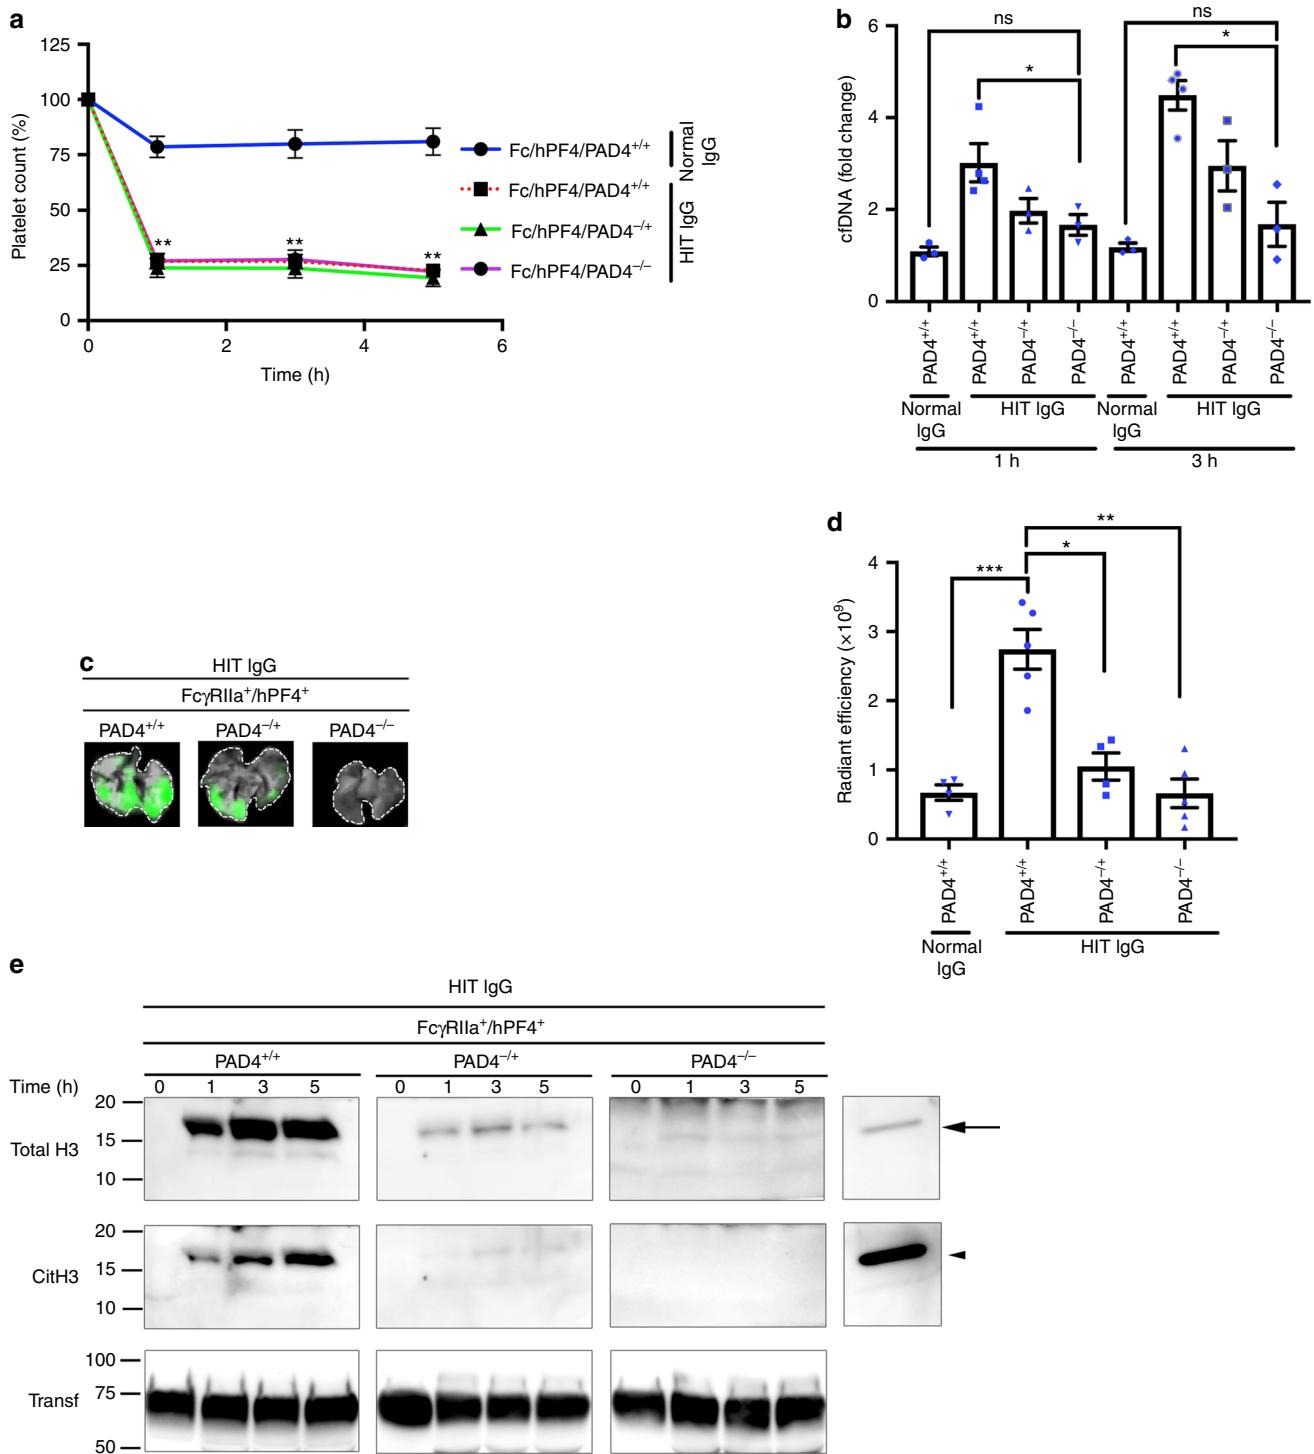 a
125
100
75
50
25
0
Platelet count (%)
0 2 4 6
Time (h)
** ** **
Fc/hPF4/PAD4+/+
Fc/hPF4/PAD4+/+
Fc/hPF4/PAD4−/+
Fc/hPF4/PAD4−/−
Normal
IgG
HIT IgG
b
6
4
2
0
cfDNA (fold change)
ns
*
ns
*
PAD4+/+ PAD4+/+ PAD4−/+ PAD4−/− PAD4+/+ PAD4+/+ PAD4−/+ PAD4−/−
Normal
IgG
HIT IgG
Normal
IgG
HIT IgG
1 h 3 h
c
HIT IgG
FcγRIIa+/hPF4+
PAD4+/+ PAD4−/+ PAD4−/−
d
4
3
2
1
0
Radiant efficiency (×10⁹)
***
*
**
PAD4+/+ PAD4+/+ PAD4−/+ PAD4−/−
Normal
IgG
HIT IgG
e
HIT IgG
FcγRIIa+/hPF4+
PAD4+/+ PAD4−/+ PAD4−/−
Time (h) 0 1 3 5 0 1 3 5 0 1 3 5
20
15
10
Total H3
20
15
10
CitH3
100
75
50
Transf